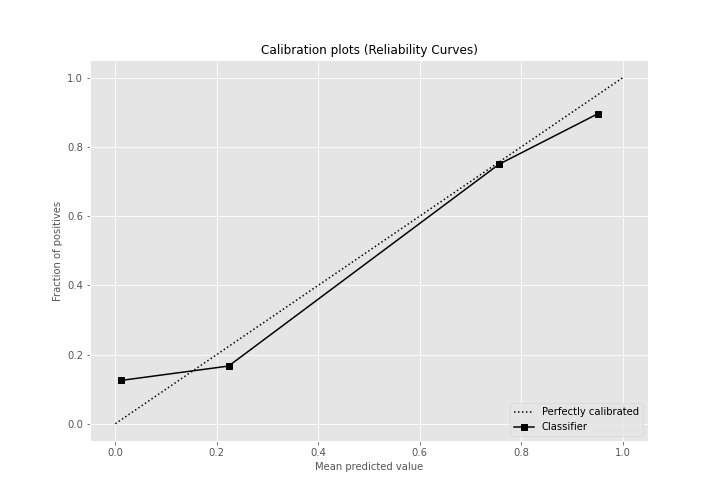 Calibration plots (Reliability Curves)
1.0
0.8
0.6
0.4
0.2
0.0
Fraction of positives
Perfectly calibrated
Classifier
0.0 0.2 0.4 0.6 0.8 1.0
Mean predicted value